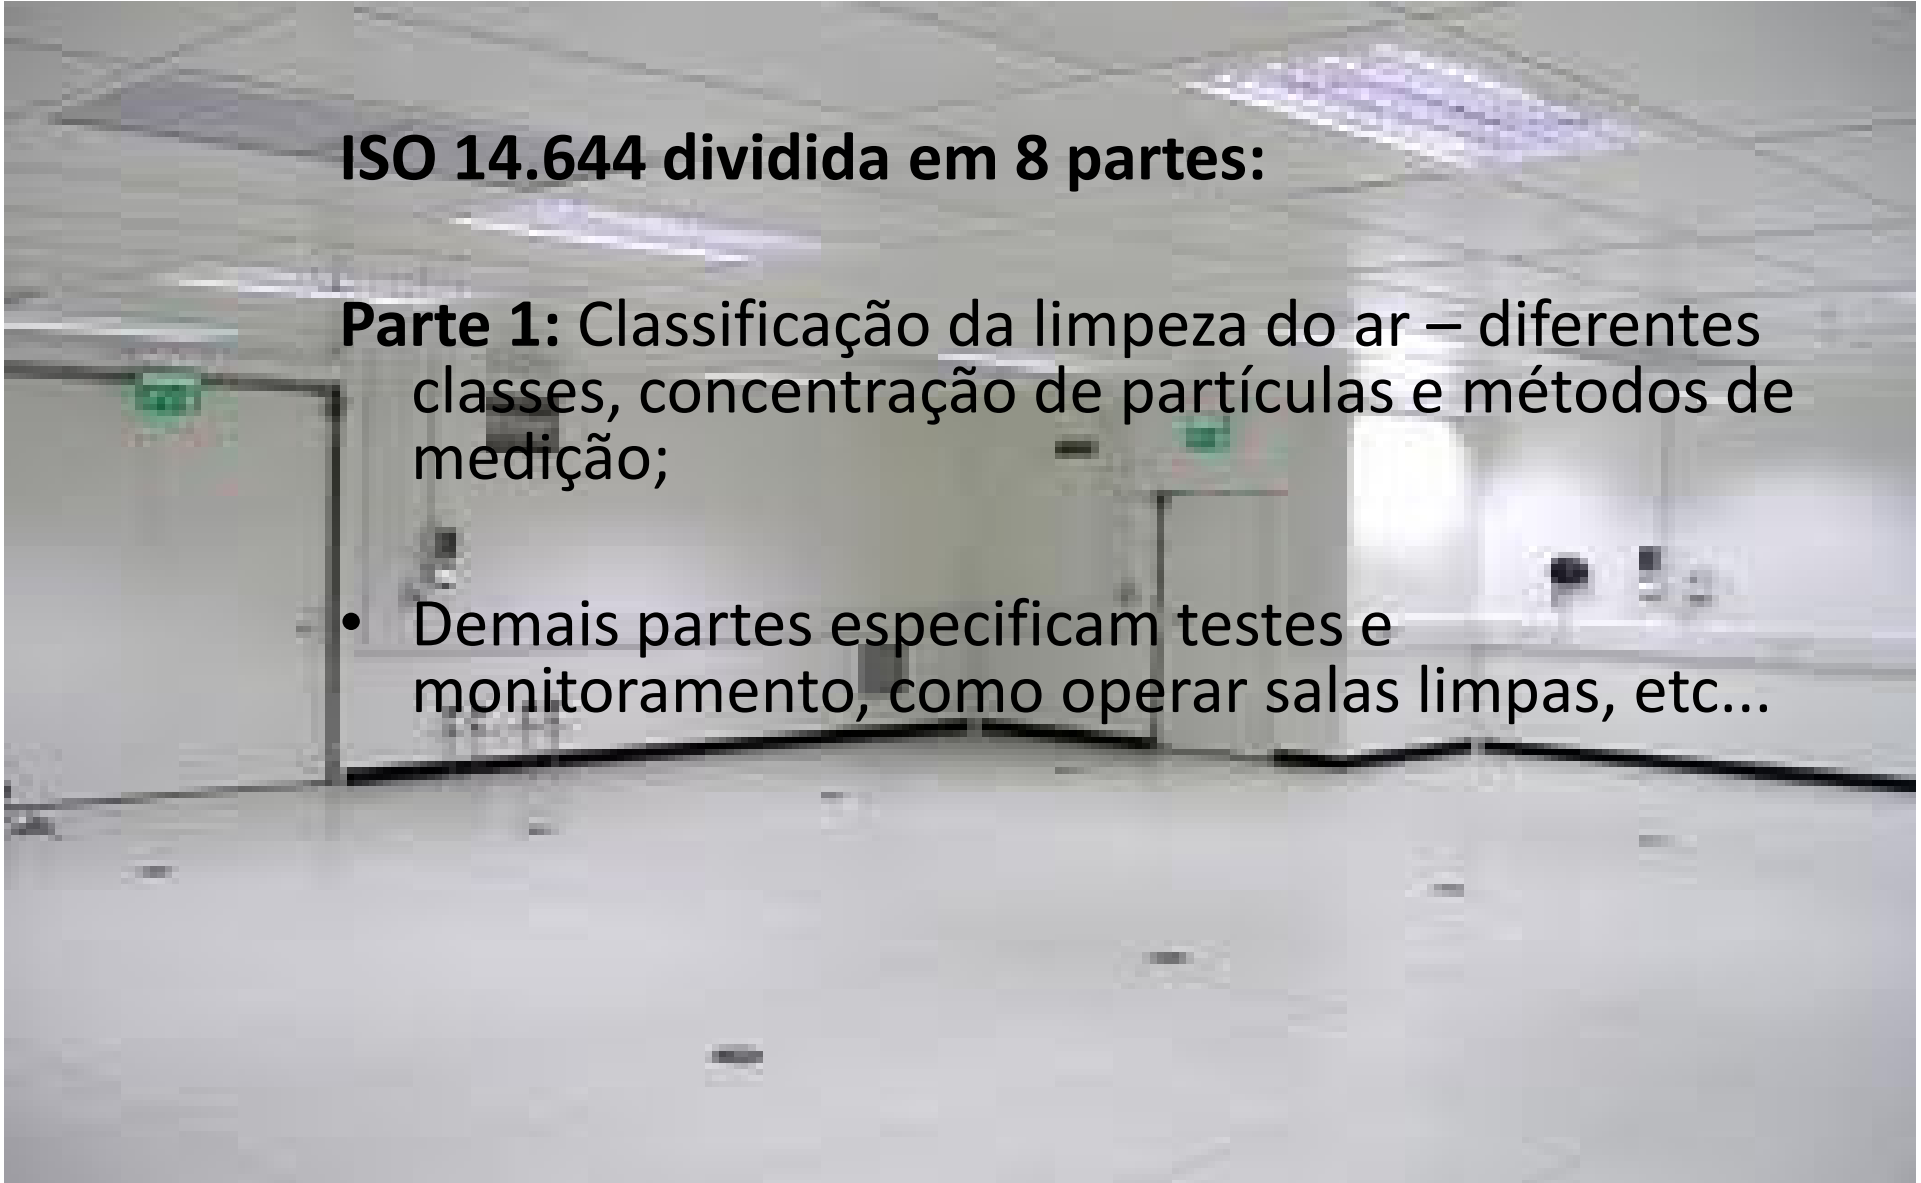 ISO 14.644 dividida em 8 partes:
Parte 1: Classificação da limpeza do ar – diferentes
classes, concentração de partículas e métodos de
medição;
• Demais partes especificam testes e
monitoramento, como operar salas limpas, etc...